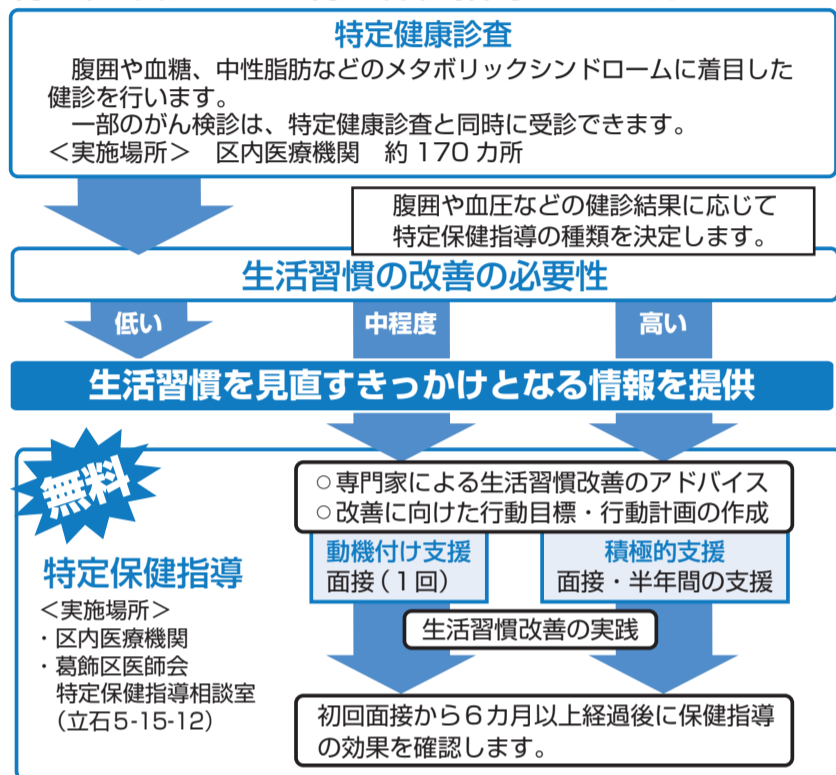 特定健康診査
腹囲や血糖、中性脂肪などのメタボリックシンドロームに着目した
健診を行います。
一部のがん検診は、特定健康診査と同時に受診できます。
＜実施場所＞　区内医療機関　約 170 カ所
腹囲や血圧などの健診結果に応じて
特定保健指導の種類を決定します。
生活習慣の改善の必要性
低い
中程度
高い
生活習慣を見直すきっかけとなる情報を提供
無料
○専門家による生活習慣改善のアドバイス
○改善に向けた行動目標・行動計画の作成
動機付け支援
面接（1回）
積極的支援
面接・半年間の支援
特定保健指導
＜実施場所＞
・区内医療機関
・葛飾区医師会
特定保健指導相談室
（立石5-15-12）
生活習慣改善の実践
初回面接から6カ月以上経過後に保健指導
の効果を確認します。